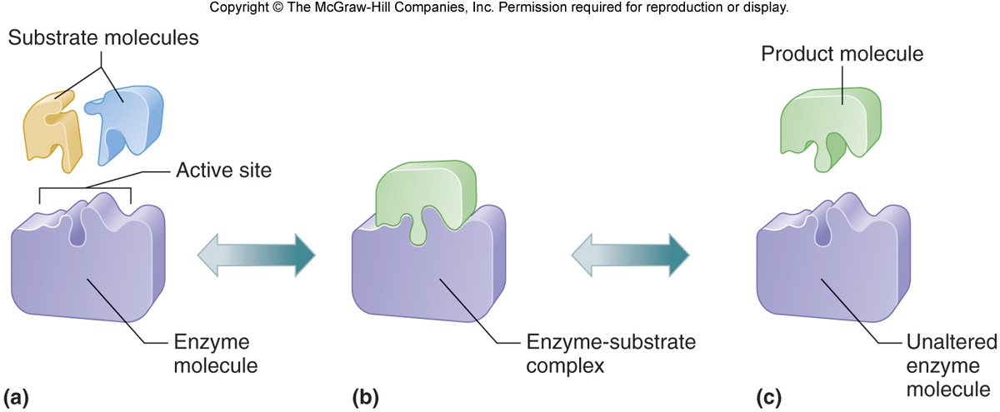 Copyright © The McGraw-Hill Companies, Inc. Permission required for reproduction or display.
Substrate molecules
Product molecule
Active site
Enzyme
molecule
Enzyme-substrate
complex
Unaltered
enzyme
molecule
(a)
(b)
(c)